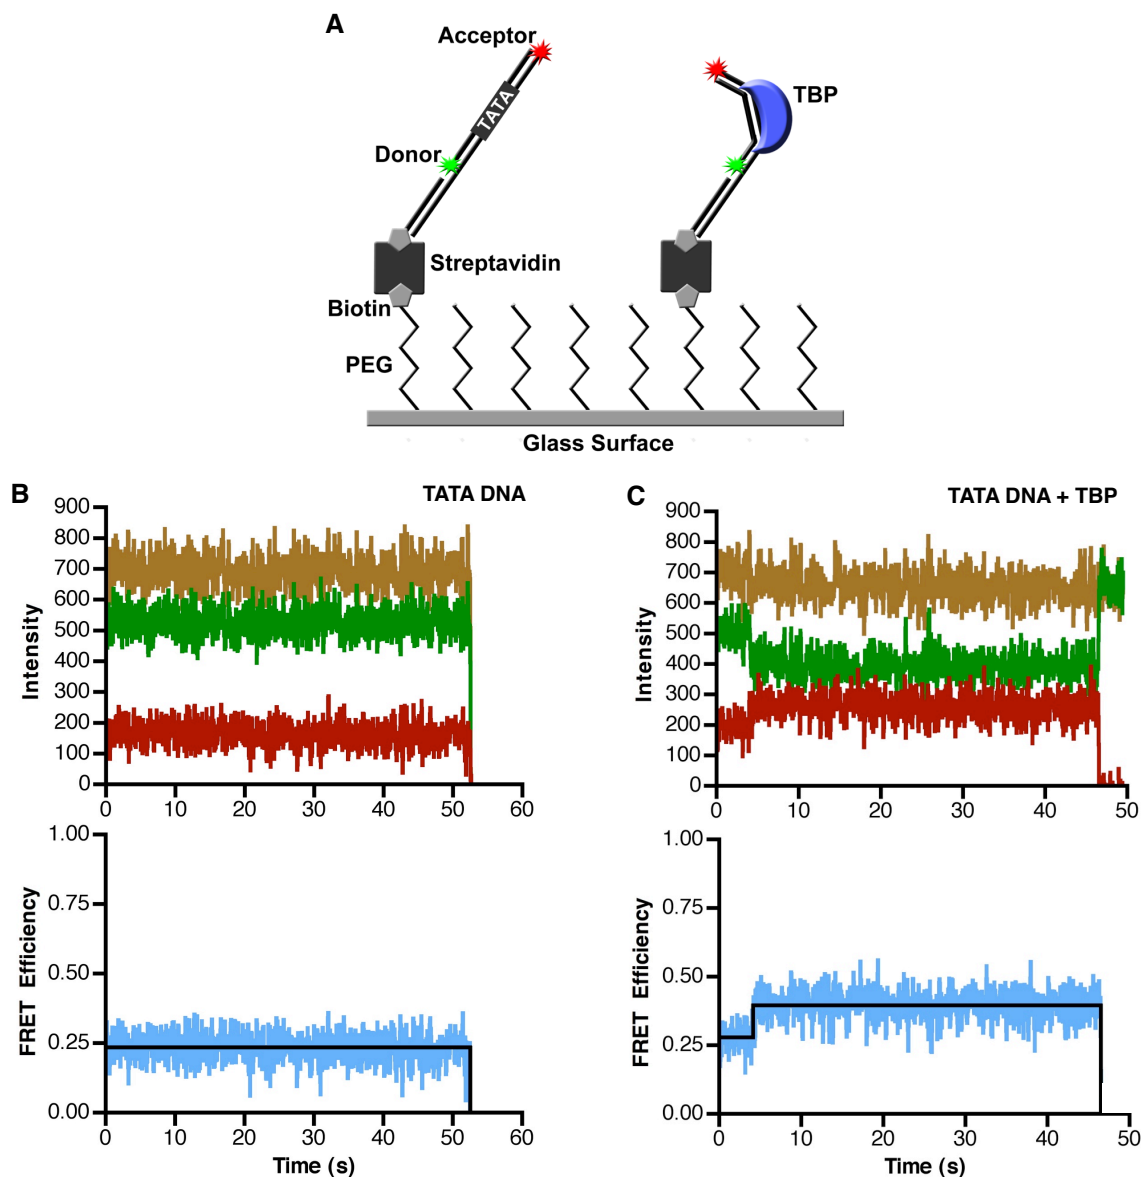 A
Acceptor
TATA
Donor
TBP
Streptavidin
Biotin
PEG
Glass Surface
B
TATA DNA
900
800
700
600
500
400
300
200
100
0
Intensity
0 10 20 30 40 50 60
1.00
0.75
0.50
0.25
0.00
FRET Efficiency
0 10 20 30 40 50 60
Time (s)
C
TATA DNA + TBP
900
800
700
600
500
400
300
200
100
0
Intensity
0 10 20 30 40 50
1.00
0.75
0.50
0.25
0.00
FRET Efficiency
0 10 20 30 40 50
Time (s)